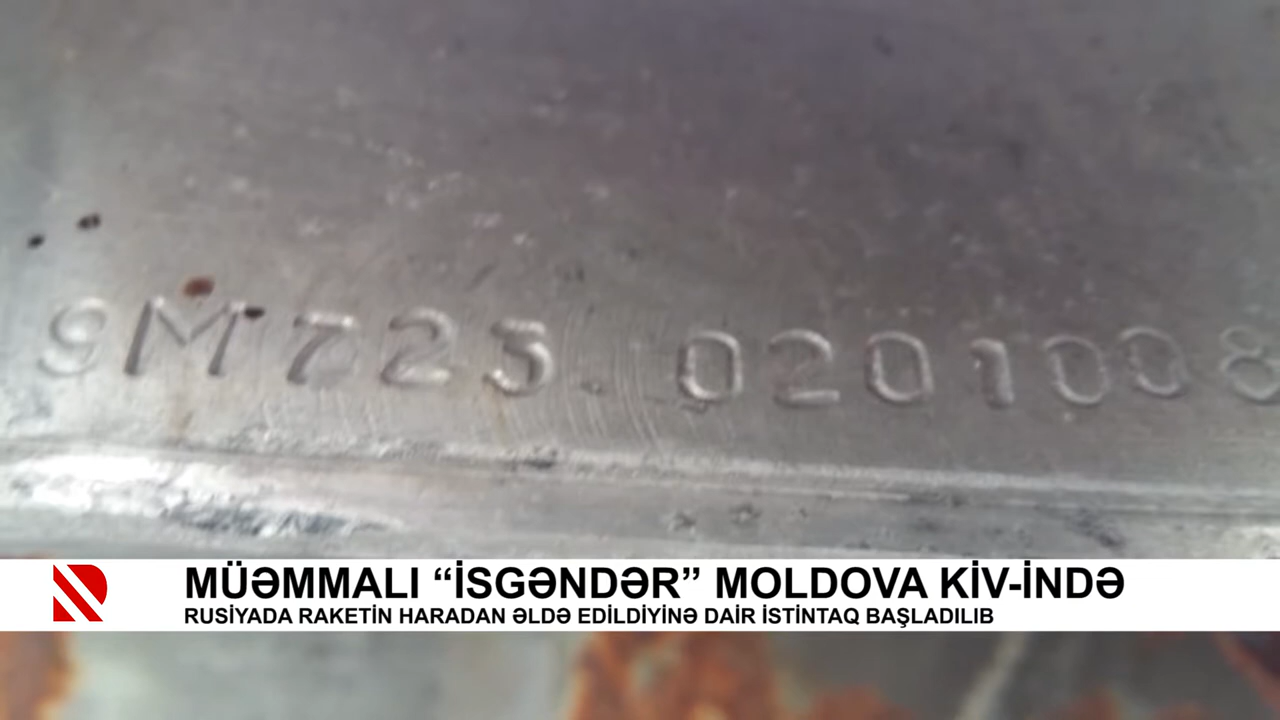 9M723 0201008
MÜƏMMALI “İSGƏNDƏR” MOLDOVA KİV-İNDƏ
RUSİYADA RAKETİN HARADAN ƏLDƏ EDİLDİYİNƏ DAİR İSTİNTAQ BAŞLADILIB